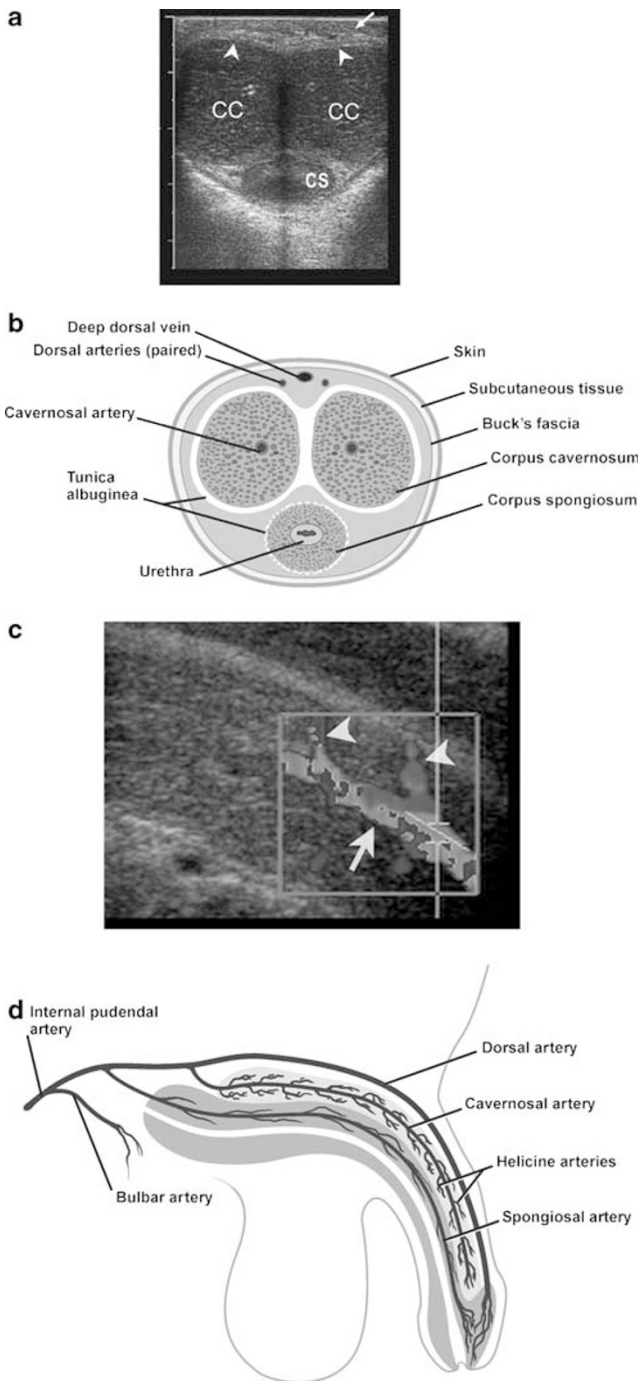 a
CC
CC
CS
b
Deep dorsal vein
Dorsal arteries (paired)
Cavernosal artery
Tunica
albuginea
Urethra
Skin
Subcutaneous tissue
Buck's fascia
Corpus cavernosum
Corpus spongiosum
c
d
Internal pudendal
artery
Bulbar artery
Dorsal artery
Cavernosal artery
Helicine arteries
Spongiosal artery